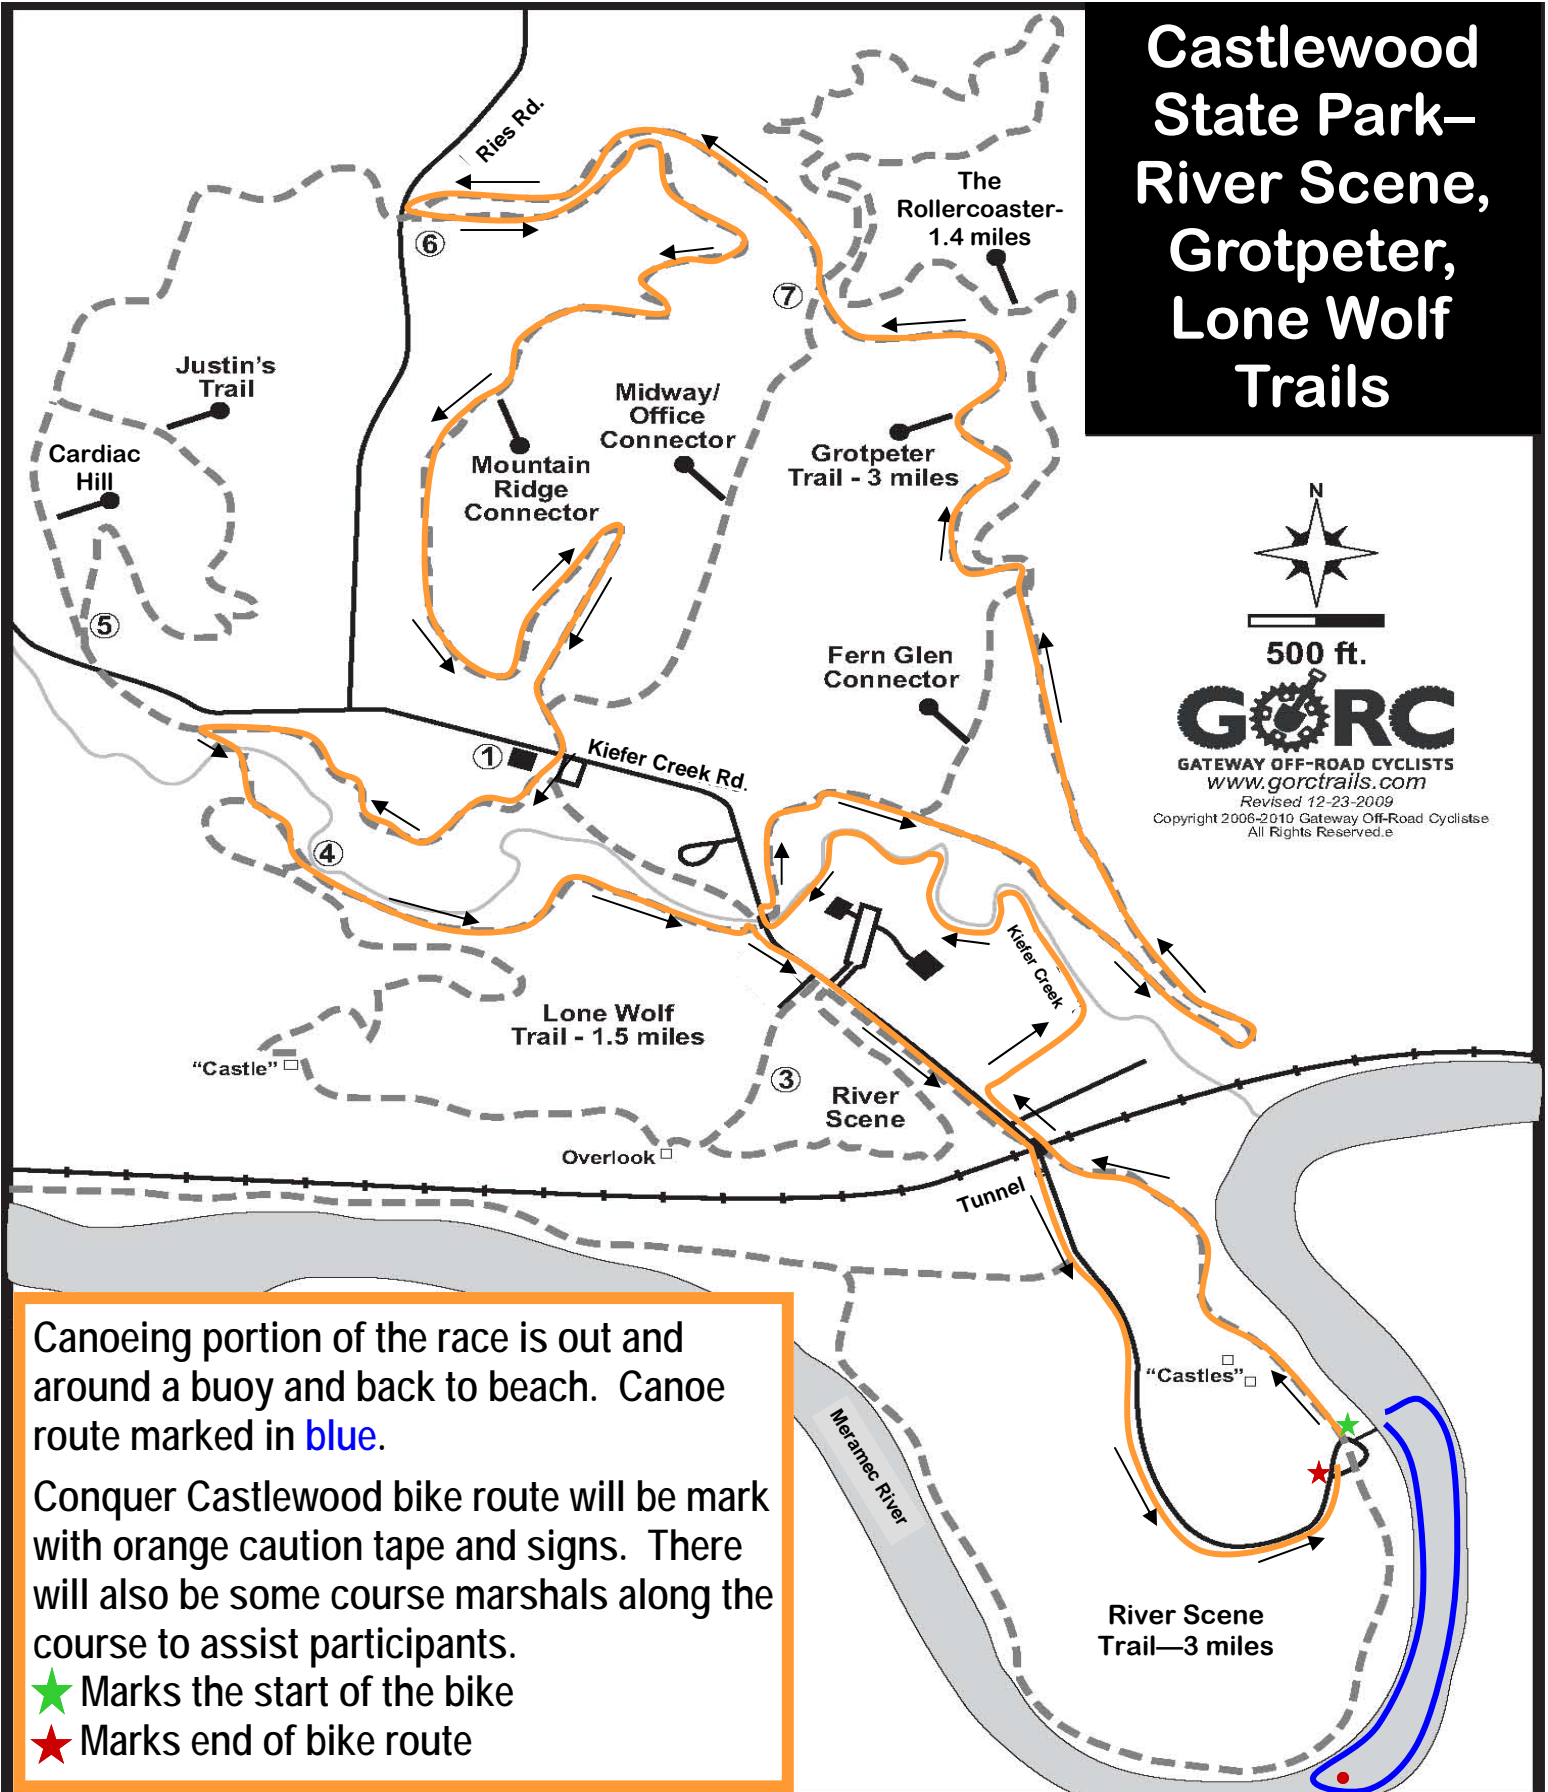 Castlewood
State Park–
River Scene,
Grotpeter,
Lone Wolf
Trails
Ries Rd.
The
Rollercoaster-
1.4 miles
6
7
Justin's
Trail
Midway/
Office
Connector
Cardiac
Hill
Mountain
Ridge
Connector
Grotpeter
Trail - 3 miles
N
500 ft.
GORC
GATEWAY OFF-ROAD CYCLISTS
www.gorctrails.com
Revised 12-23-2009
Copyright 2006-2010 Gateway Off-Road Cyclistse
All Rights Reserved.e
5
Fern Glen
Connector
1
Kiefer Creek Rd.
4
Kiefer Creek
Lone Wolf
Trail - 1.5 miles
"Castle"
3
River
Scene
Overlook
Tunnel
"Castles"
Meramec River
River Scene
Trail—3 miles
Canoeing portion of the race is out and
around a buoy and back to beach. Canoe
route marked in blue.
Conquer Castlewood bike route will be mark
with orange caution tape and signs. There
will also be some course marshals along the
course to assist participants.
Marks the start of the bike
Marks end of bike route